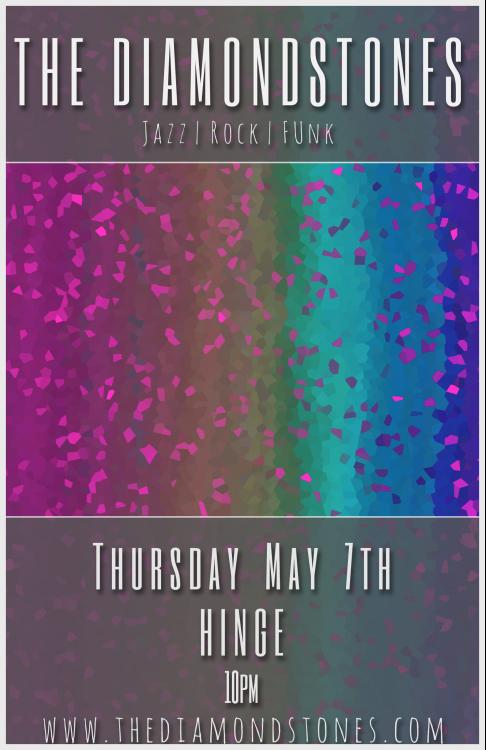 THE DIAMONDSTONES
Jazz | Rock | Funk
Thursday May 7th
HINGE
10pm
www.thediamondstones.com